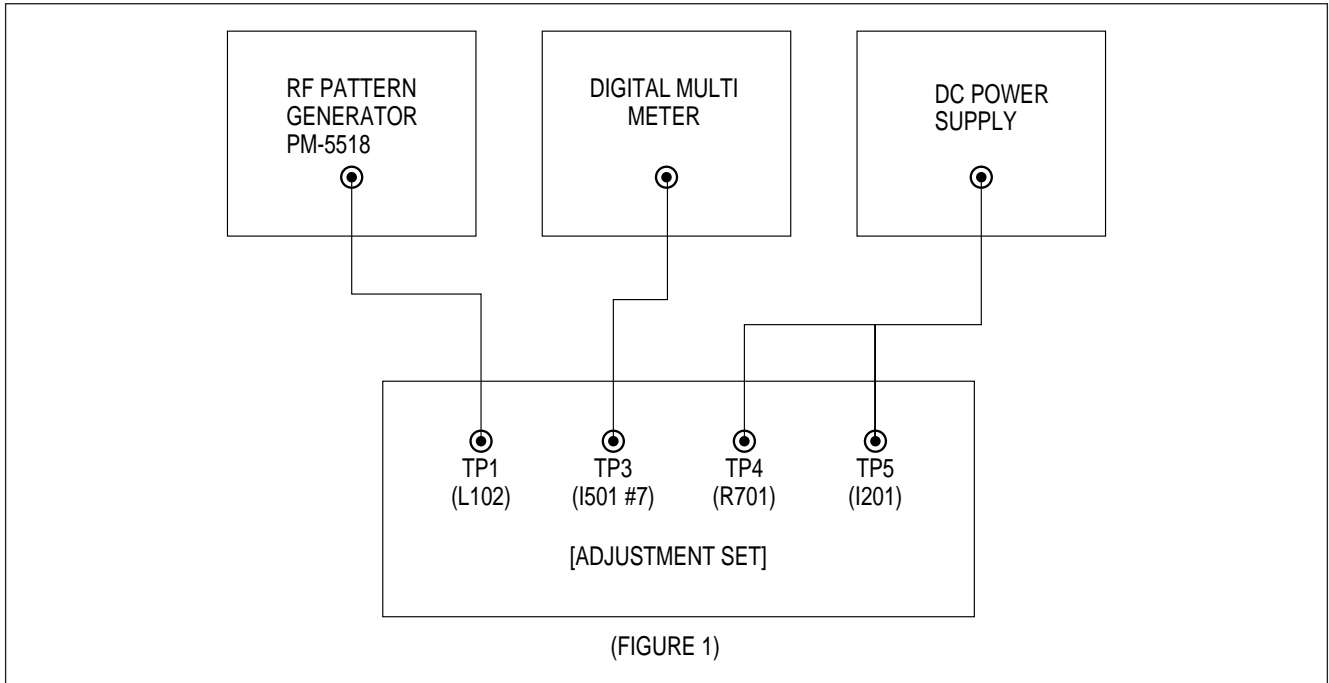 RF PATTERN
GENERATOR
PM-5518
DIGITAL MULTI
METER
DC POWER
SUPPLY
TP1
(L102)
TP3
(I501 #7)
TP4
(R701)
TP5
(I201)
[ADJUSTMENT SET]
(FIGURE 1)